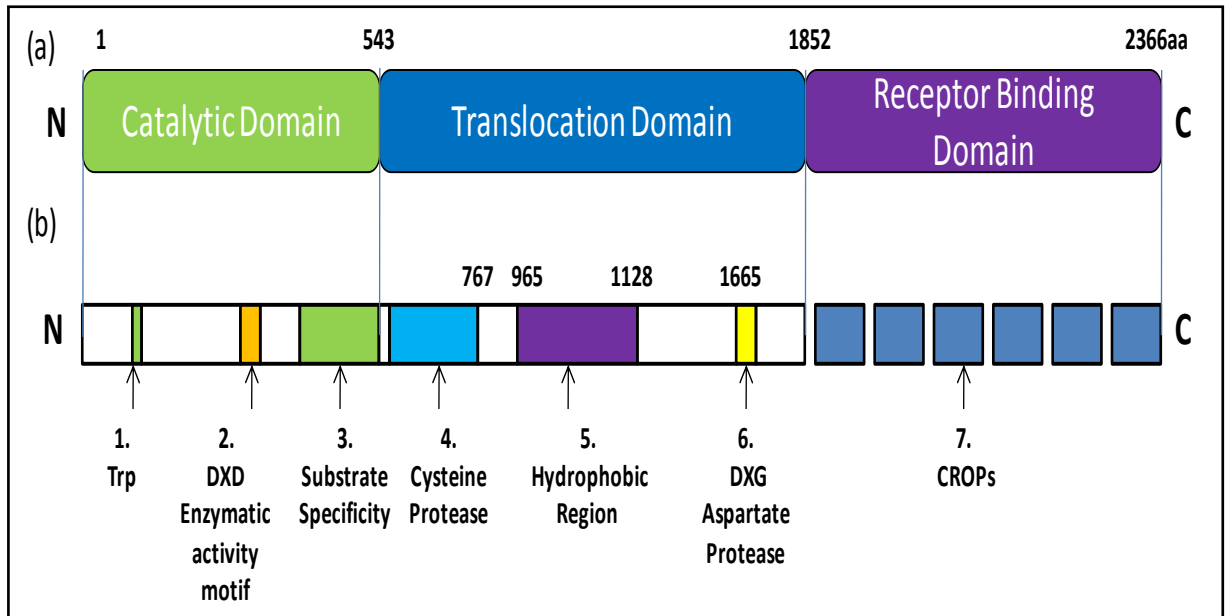 (a)
1 543 1852 2366aa
N Catalytic Domain Translocation Domain Receptor Binding Domain C
(b)
767 965 1128 1665
N C
1. 2. 3. 4. 5. 6. 7.
Trp DXD Substrate Cysteine Hydrophobic DXG CROPs
Enzymatic Specificity Protease Region Aspartate
activity Protease
motif